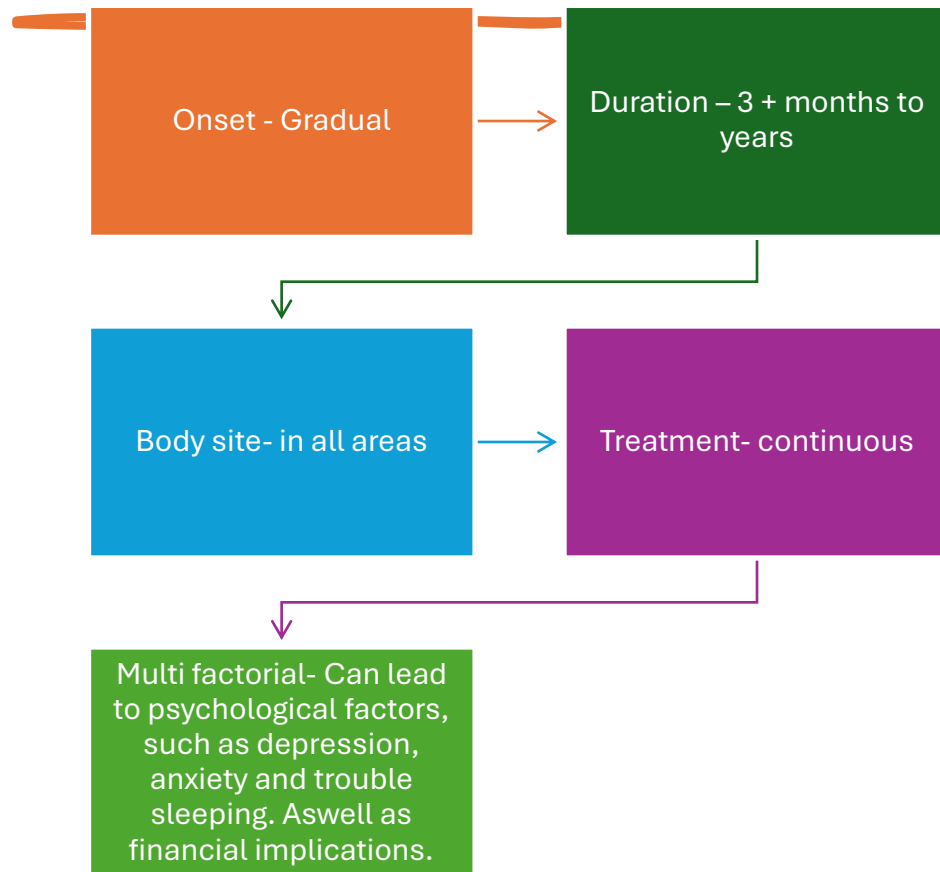 Onset - Gradual
Duration – 3 + months to
years
Body site- in all areas
Treatment- continuous
Multi factorial- Can lead
to psychological factors,
such as depression,
anxiety and trouble
sleeping. Aswell as
financial implications.